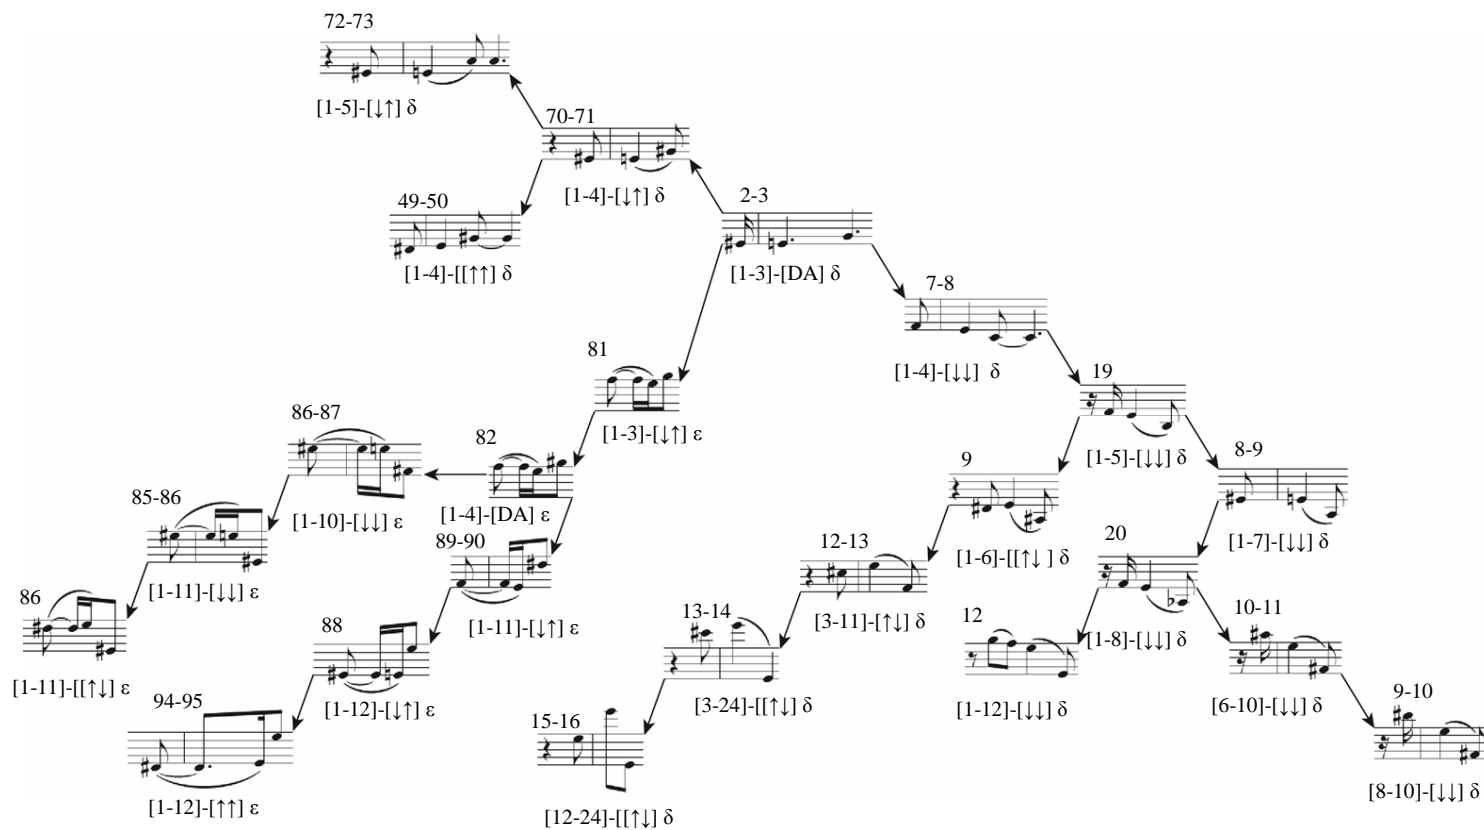 72-73
[1-5]-[↓↑] δ
70-71
[1-4]-[↓↑] δ
49-50
[1-4]-[[↑↑] δ
2-3
[1-3]-[DA] δ
7-8
[1-4]-[↓↓] δ
81
[1-3]-[↓↑] ε
19
[1-5]-[↓↓] δ
86-87
[1-10]-[↓↓] ε
82
[1-4]-[DA] ε
9
[1-6]-[[↑↓ ] δ
8-9
[1-7]-[↓↓] δ
85-86
[1-11]-[↓↓] ε
89-90
[1-11]-[↓↑] ε
12-13
[3-11]-[↑↓] δ
20
[1-8]-[↓↓] δ
86
[1-11]-[[↑↓] ε
88
[1-12]-[↓↑] ε
13-14
[3-24]-[[↑↓] δ
12
[1-12]-[↓↓] δ
10-11
[6-10]-[↓↓] δ
94-95
[1-12]-[↑↑] ε
15-16
[12-24]-[[↑↓] δ
9-10
[8-10]-[↓↓] δ